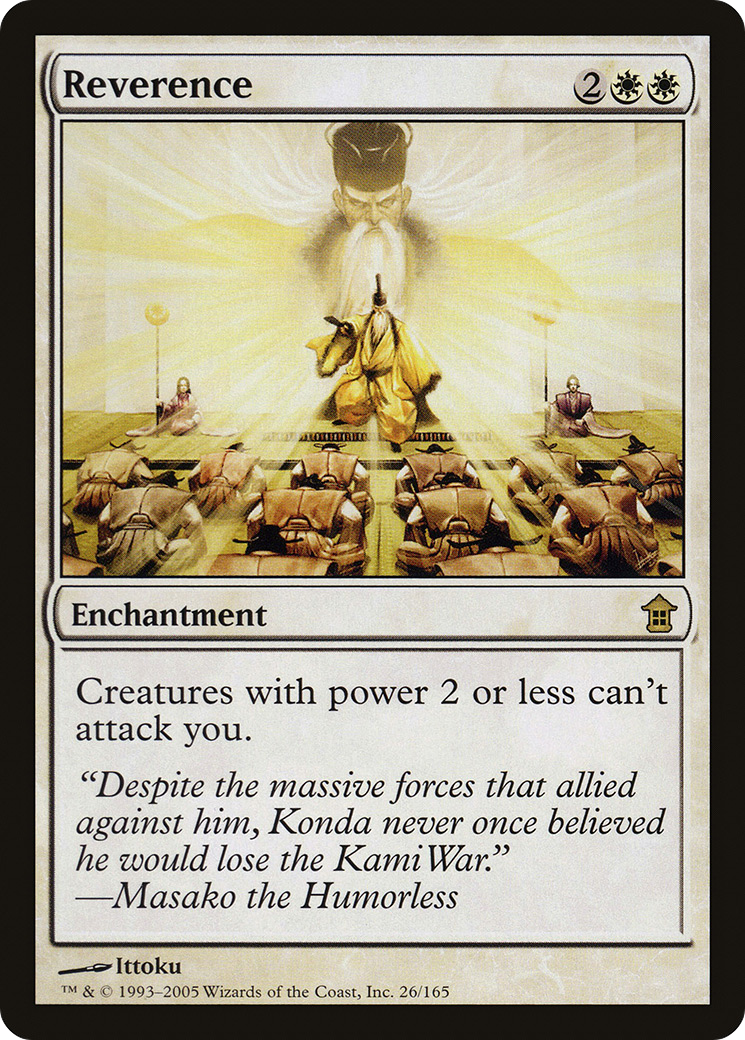 Reverence
2
Enchantment
Creatures with power 2 or less can't
attack you.
“Despite the massive forces that allied
against him, Konda never once believed
he would lose the Kami War.”
—Masako the Humorless
Ittoku
™ & © 1993–2005 Wizards of the Coast, Inc. 26/165